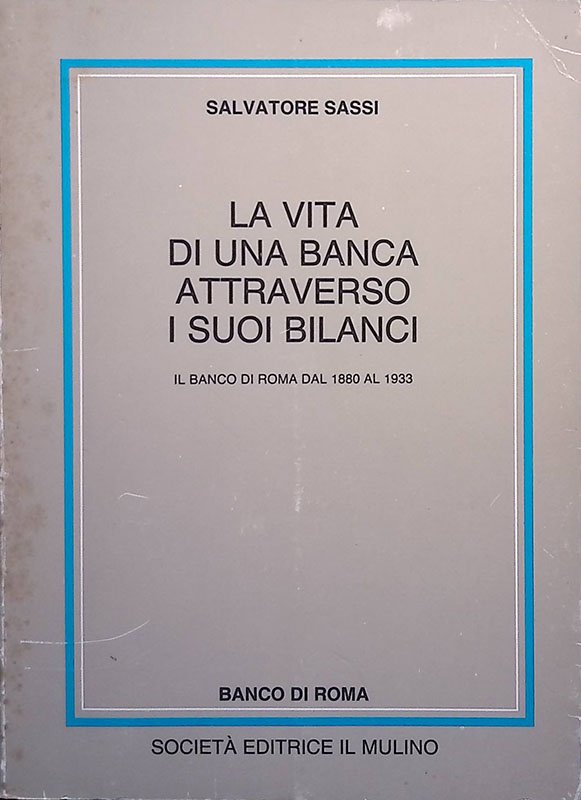 SALVATORE SASSI
LA VITA
DI UNA BANCA
ATTRAVERSO
I SUOI BILANCI
IL BANCO DI ROMA DAL 1880 AL 1933
BANCO DI ROMA
SOCIETÀ EDITRICE IL MULINO